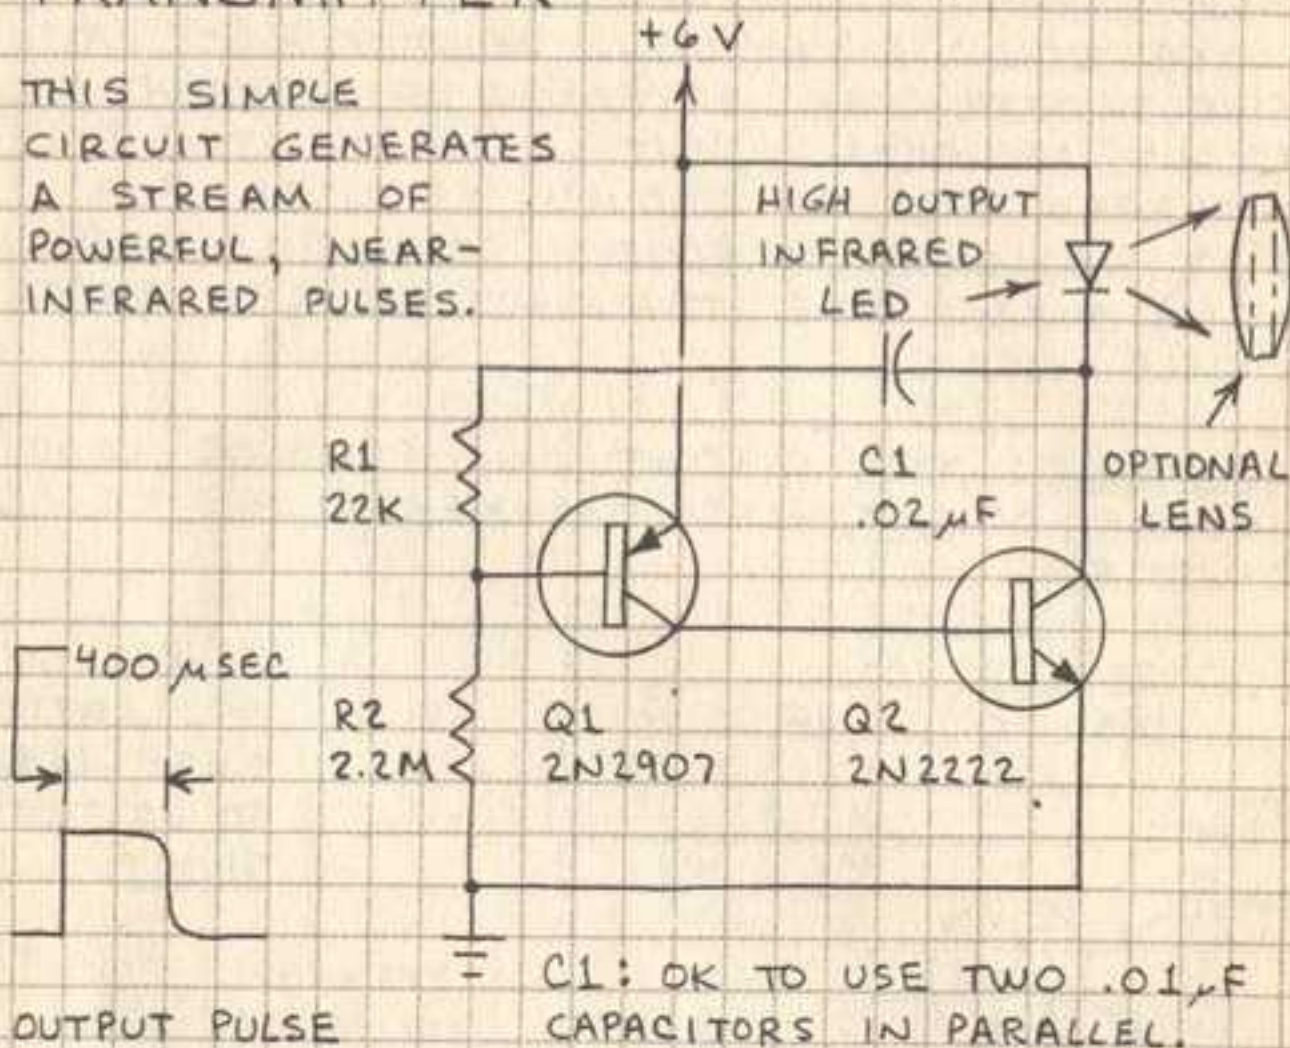 TRANSMITTER
+6V
THIS SIMPLE
CIRCUIT GENERATES
A STREAM OF
POWERFUL, NEAR-
INFRARED PULSES.
HIGH OUTPUT
INFRARED
LED
R1
22K
C1
.02µF
OPTIONAL
LENS
400 µSEC
R2
2.2M
Q1
2N2907
Q2
2N2222
C1: OK TO USE TWO .01µF
CAPACITORS IN PARALLEL.
OUTPUT PULSE